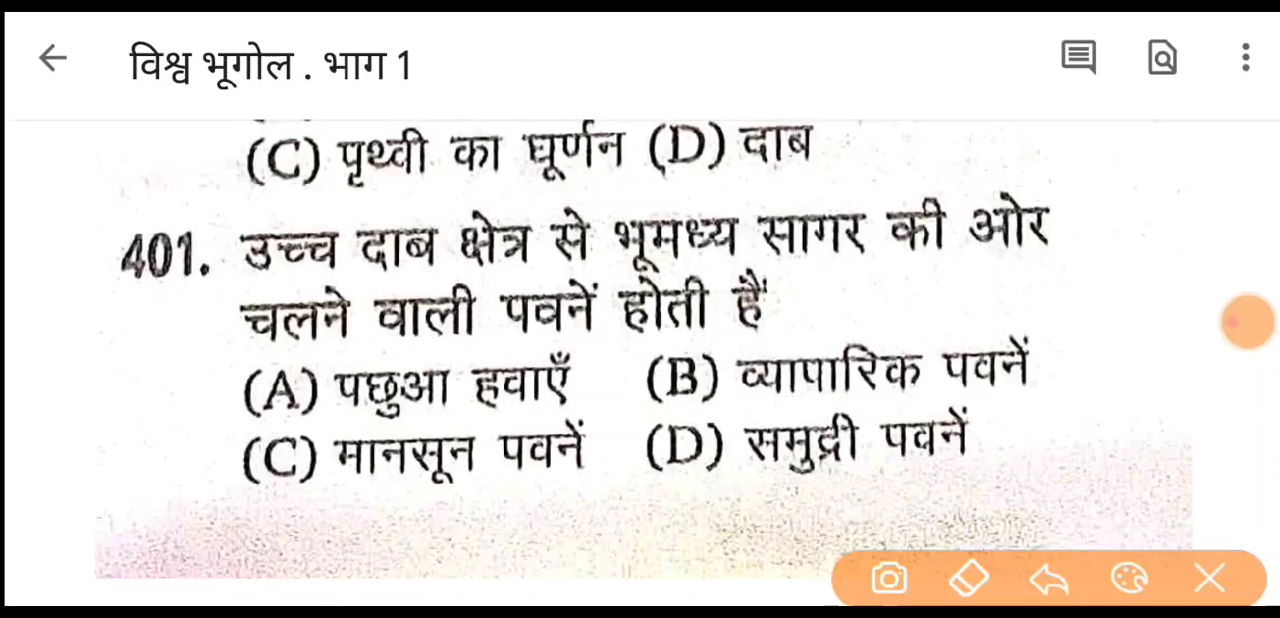 विश्व भूगोल . भाग 1
(C) पृथ्वी का घूर्णन (D) दाब
401. उच्च दाब क्षेत्र से भूमध्य सागर की ओर
चलने वाली पवनें होती हैं
(A) पछुआ हवाएँ (B) व्यापारिक पवनें
(C) मानसून पवनें (D) समुद्री पवनें